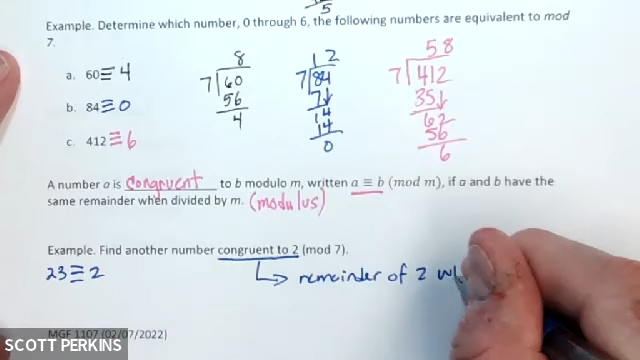 5
Example. Determine which number, 0 through 6, the following numbers are equivalent to mod
7.
a. 60≡4
b. 84≡0
c. 412≡6
8
7 60
56
4
12
7 84
7↓
14
14
0
58
7 412
35↓
62
56
6
A number a is congruent to b modulo m, written a ≡ b (mod m), if a and b have the
same remainder when divided by m. (modulus)
Example. Find another number congruent to 2 (mod 7).
23≡2
↳ remainder of 2
MGF 1107 (02/07/2022)
SCOTT PERKINS